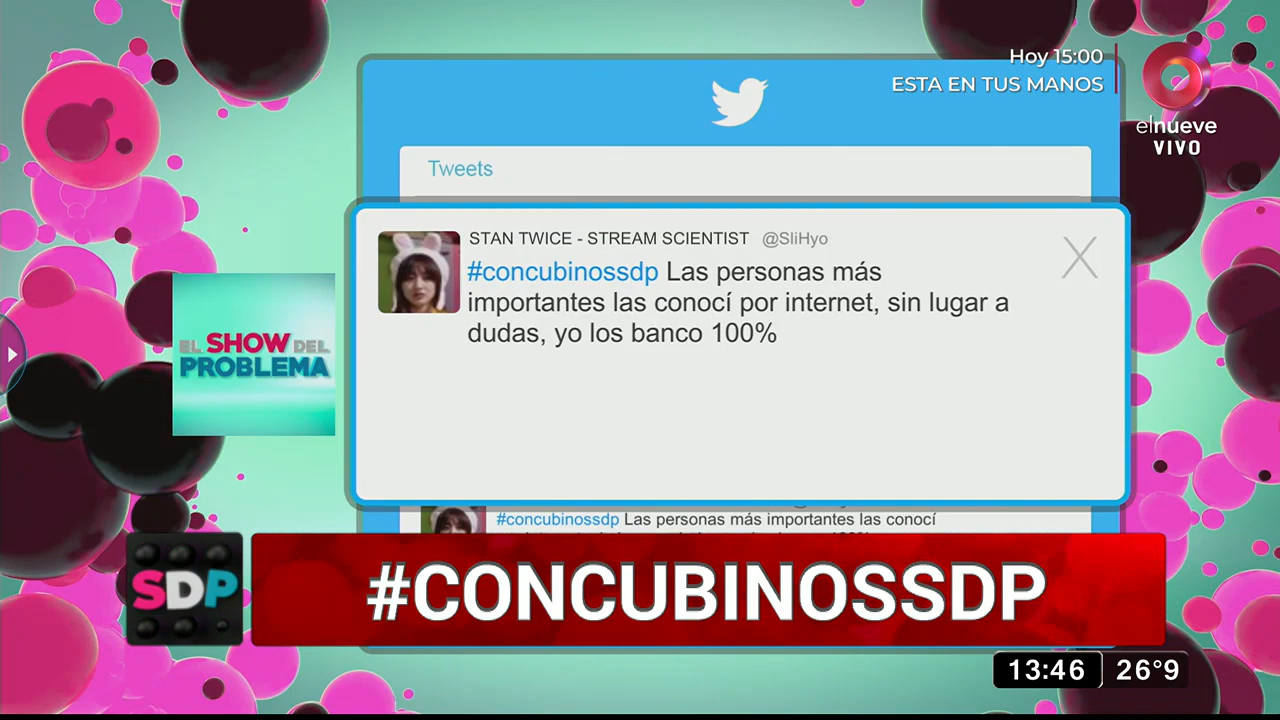 Hoy 15:00
ESTA EN TUS MANOS
elnueve
VIVO
Tweets
STAN TWICE - STREAM SCIENTIST @SliHyo
#concubinossdp Las personas más
importantes las conocí por internet, sin lugar a
dudas, yo los banco 100%
EL SHOW DEL
PROBLEMA
#concubinossdp Las personas más importantes las conocí
SDP
#CONCUBINOSSDP
13:46 26°9